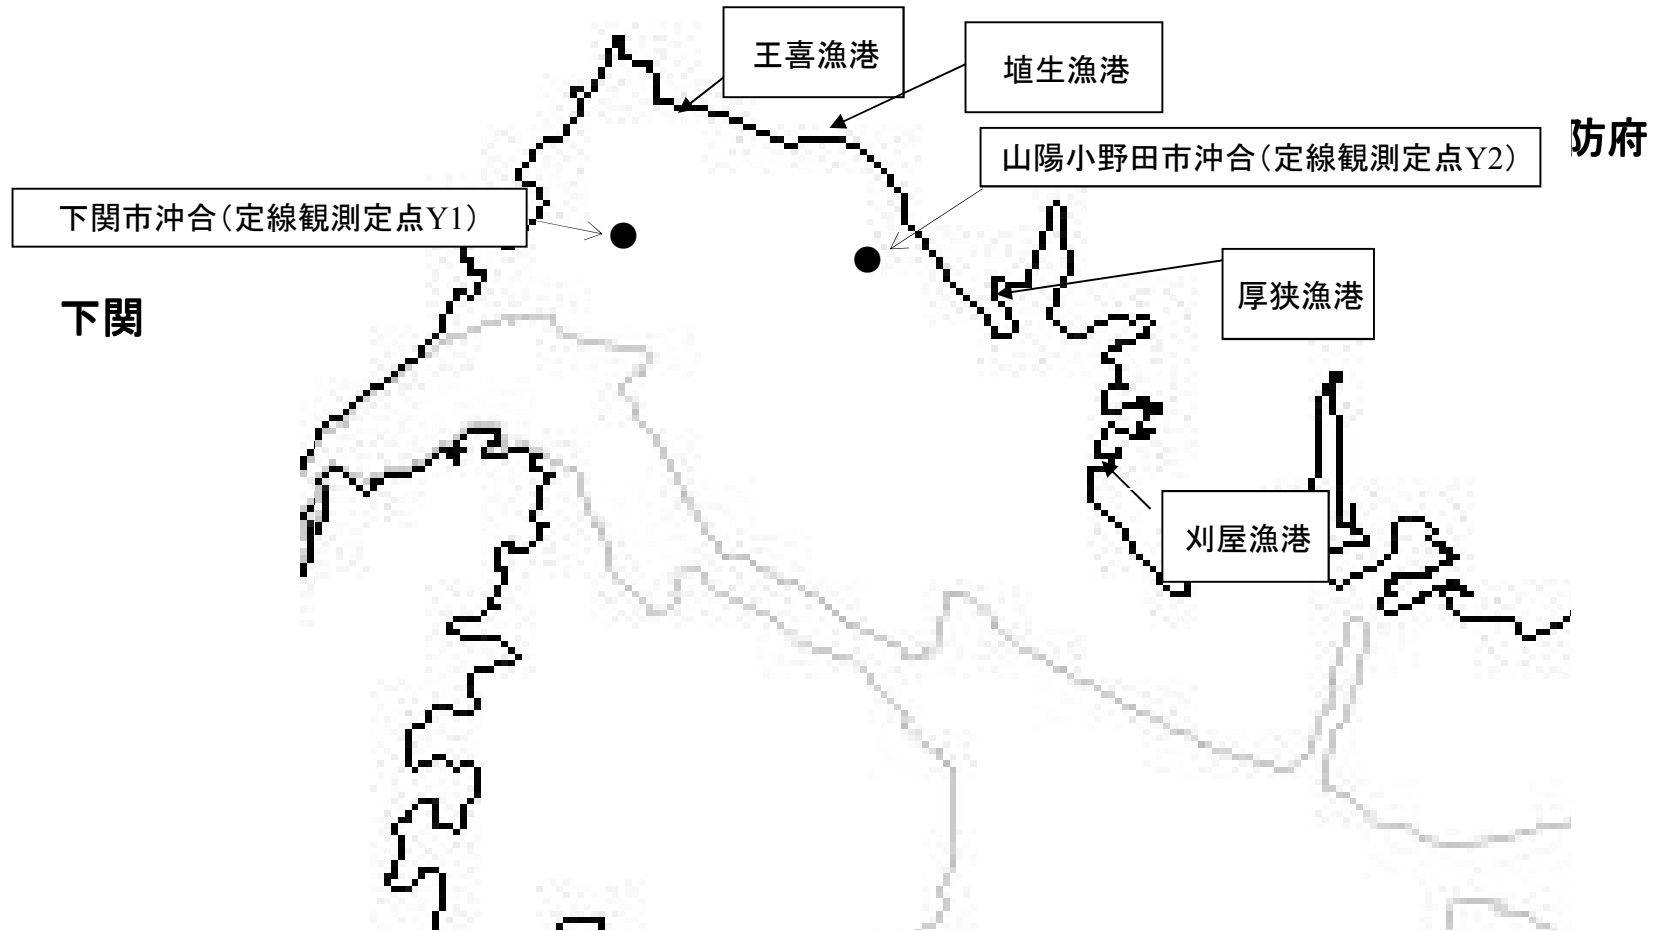 王喜漁港
埴生漁港
防府
山陽小野田市沖合（定線観測定点Y2）
下関市沖合（定線観測定点Y1）
厚狭漁港
下関
刈屋漁港